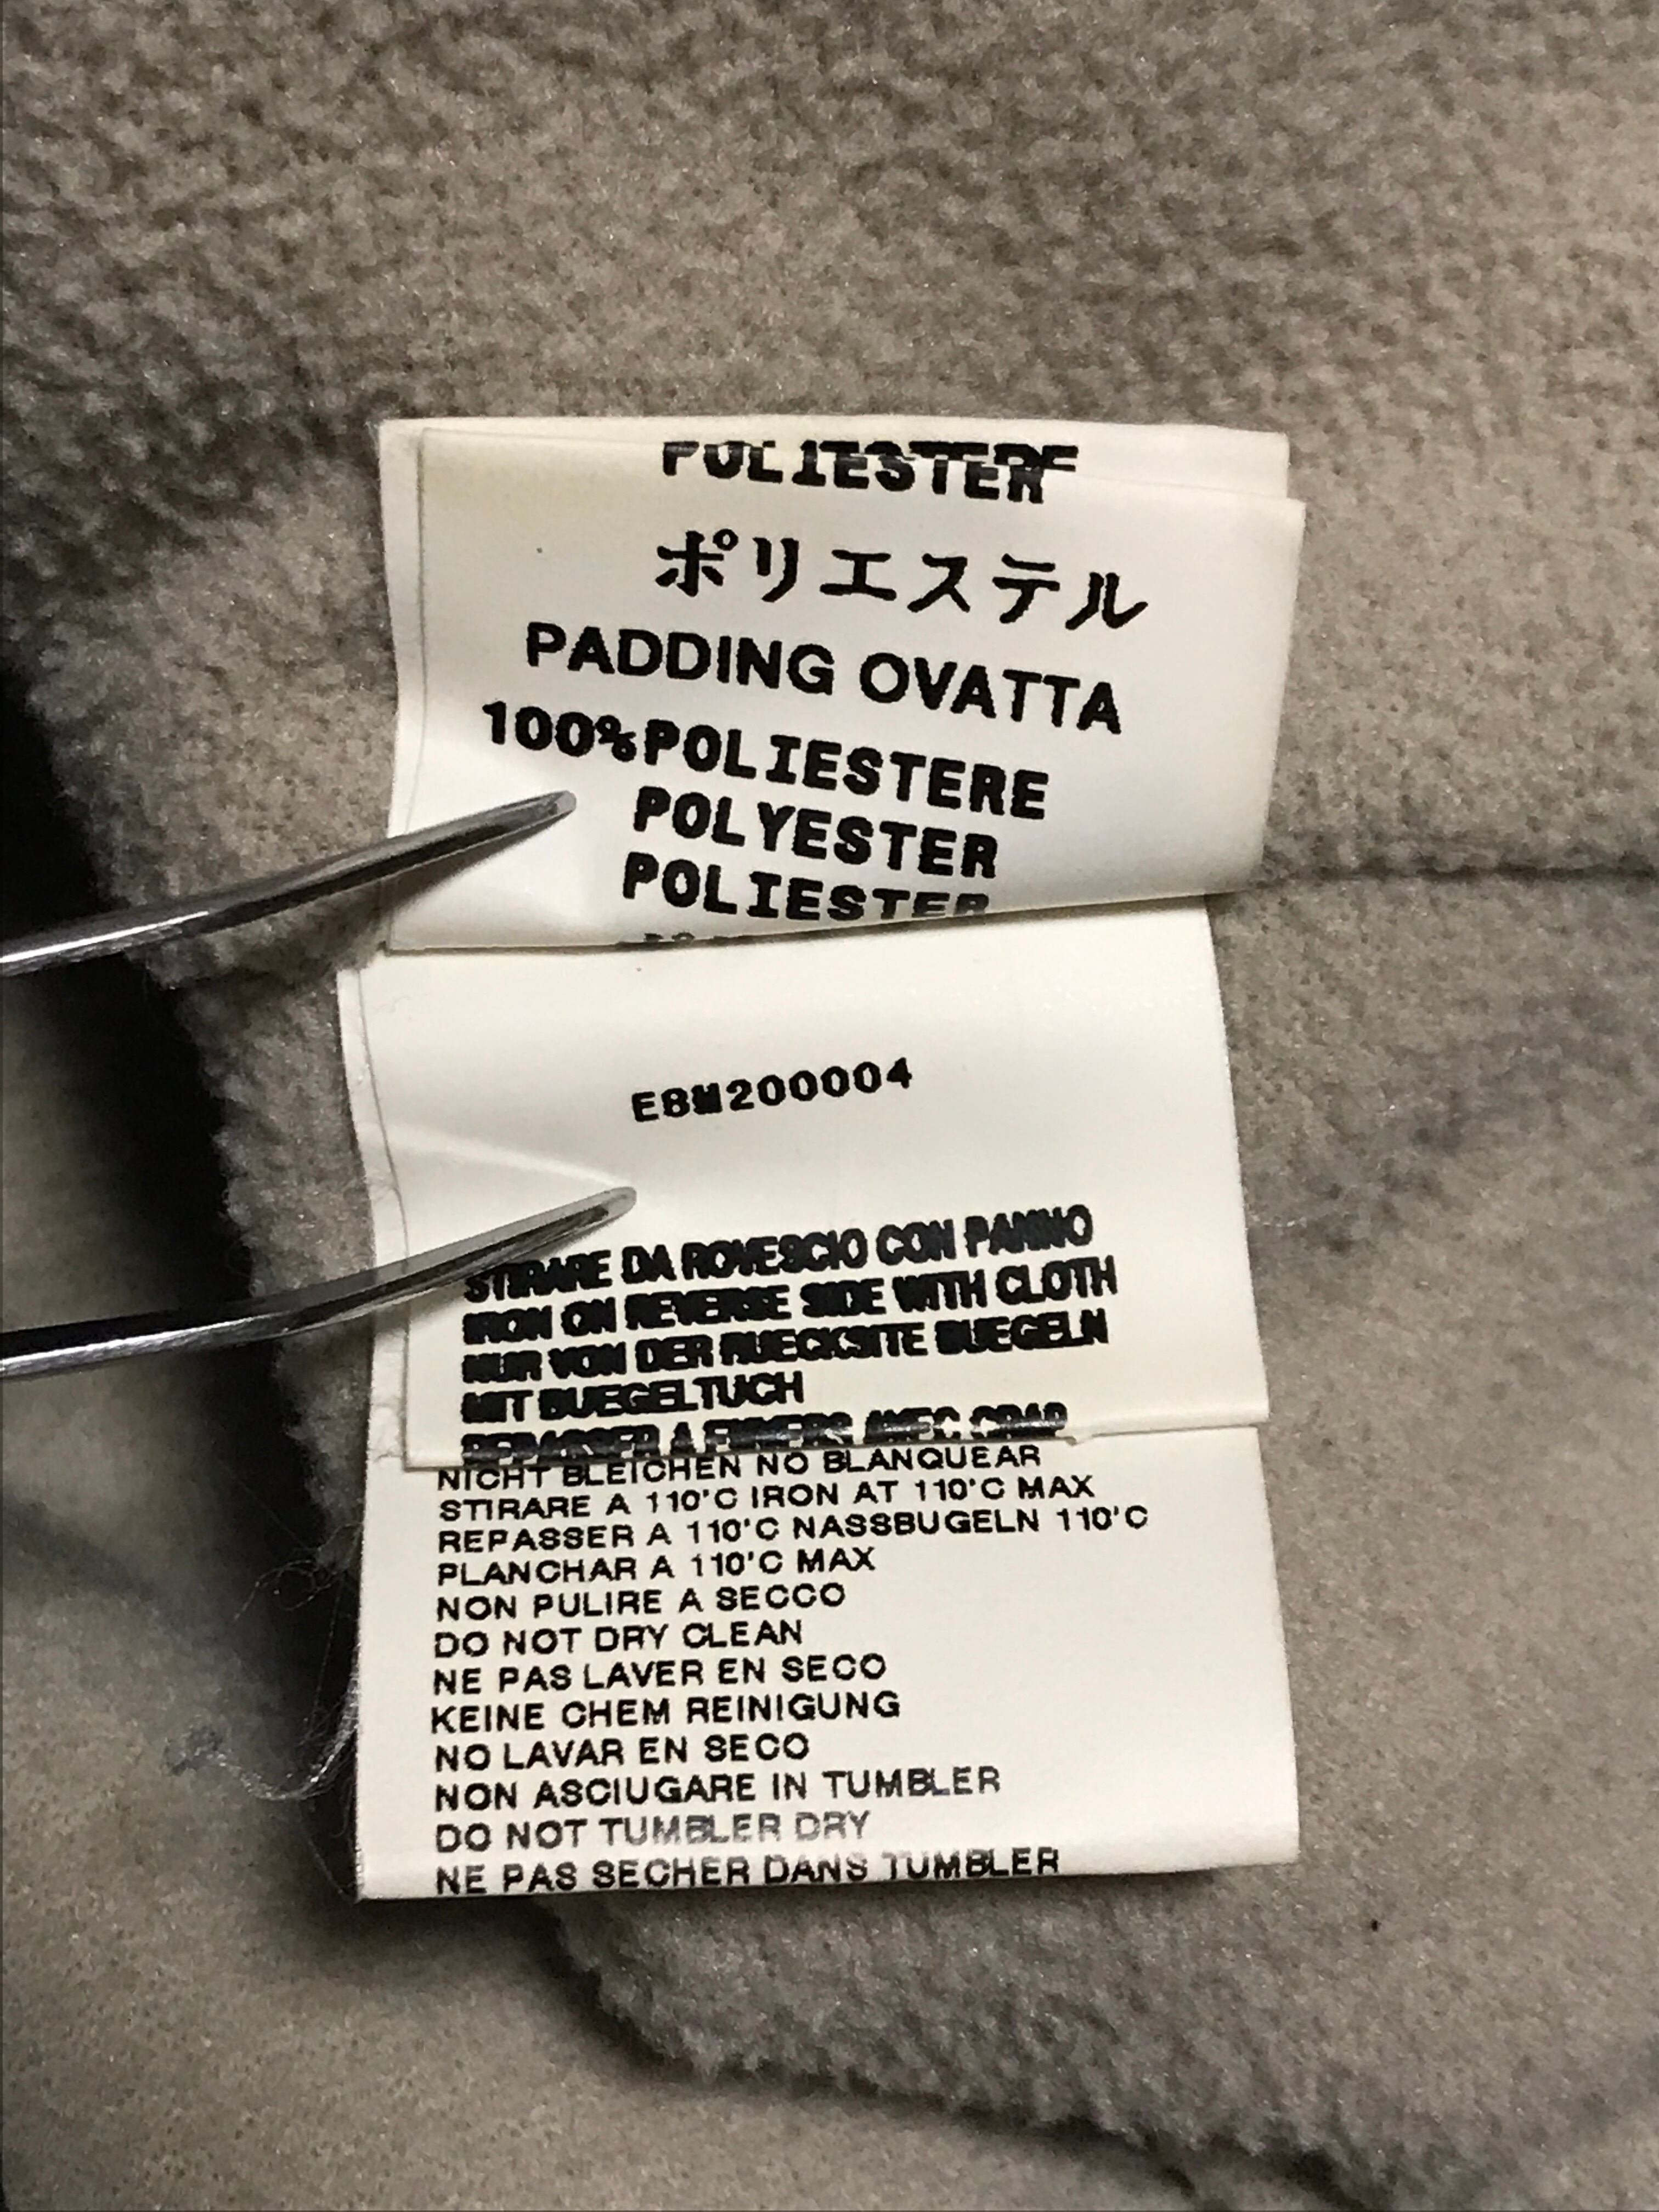 POLIESTER
ポリエステル
PADDING OVATTA
100%POLIESTERE
POLYESTER
POLIESTER
E8M200004
STIRARE DA ROVESCIO CON PANNO
IRON ON REVERSE SIDE WITH CLOTH
NUR VON DER RUECKSITE BUEGELN
MIT BUEGELTUCH
REPASSER A AVEC
NICHT BLEICHEN NO BLANQUEAR
STIRARE A 110'C IRON AT 110'C MAX
REPASSER A 110'C NASSBUGELN 110'C
PLANCHAR A 110'C MAX
NON PULIRE A SECCO
DO NOT DRY CLEAN
NE PAS LAVER EN SECO
KEINE CHEM REINIGUNG
NO LAVAR EN SECO
NON ASCIUGARE IN TUMBLER
DO NOT TUMBLER DRY
NE PAS SECHER DANS TUMBLER